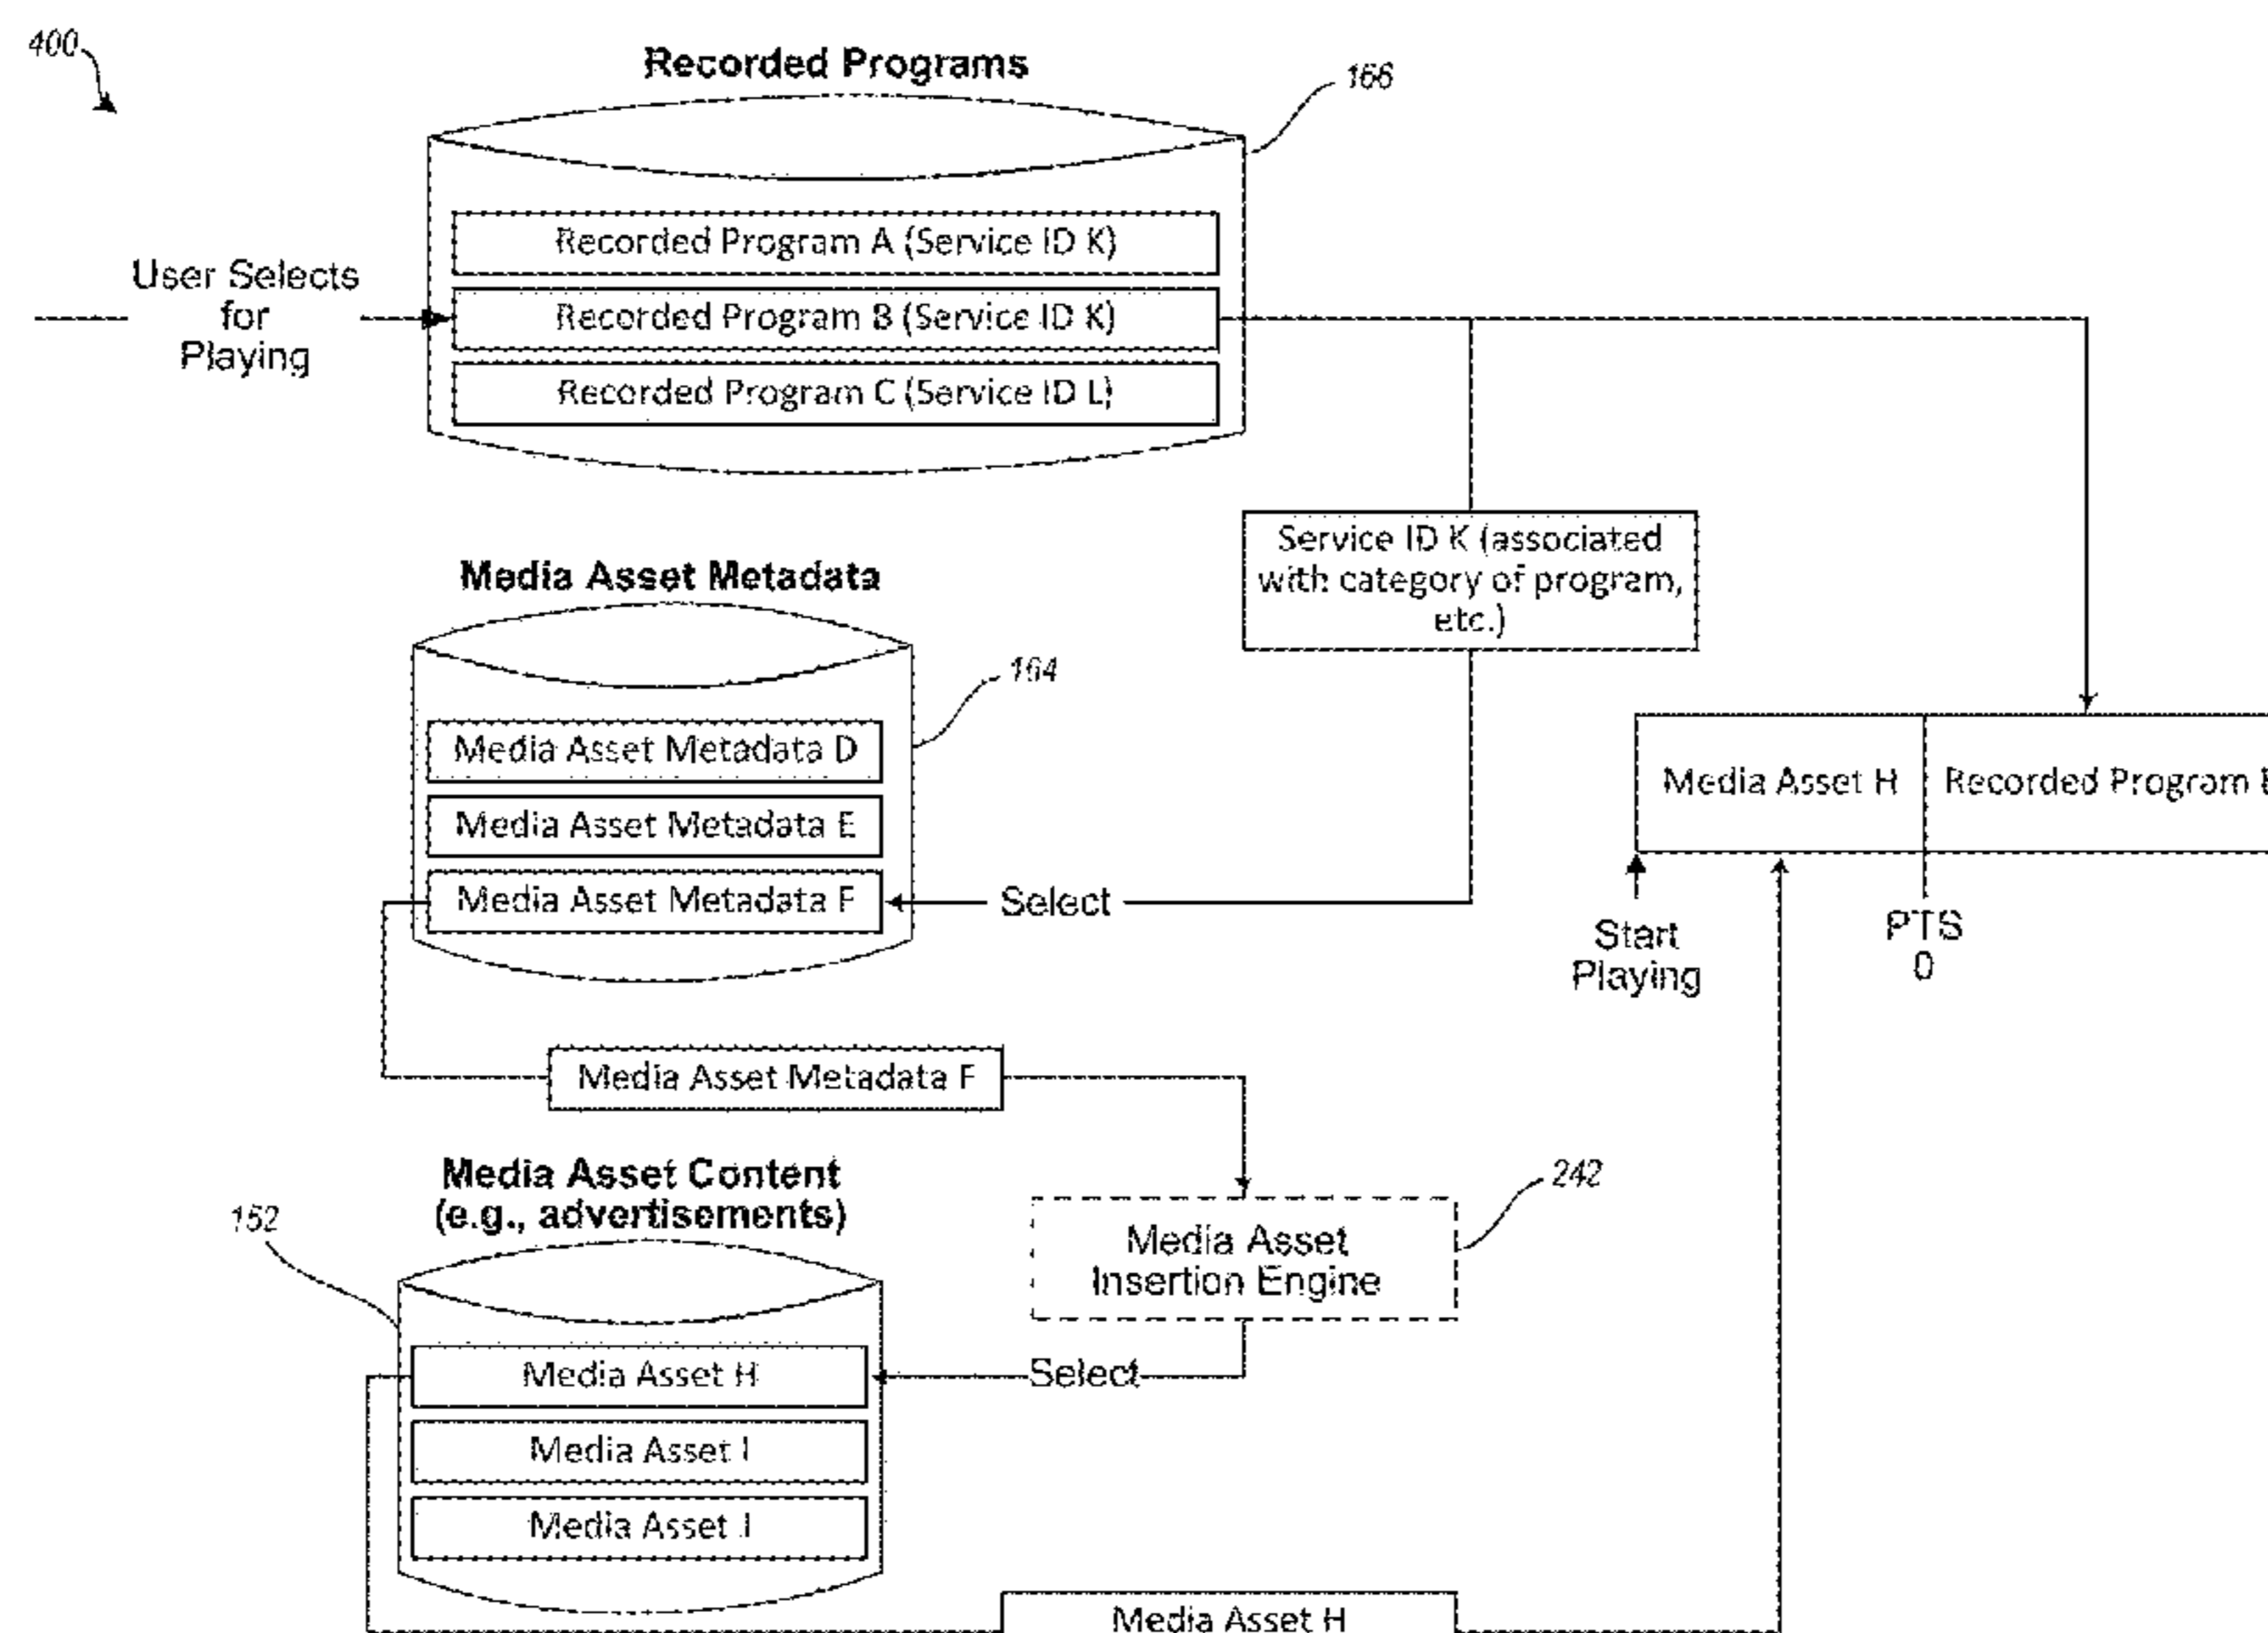 400
Recorded Programs
166
Recorded Program A (Service ID K)
User Selects
for
Playing
Recorded Program B (Service ID K)
Recorded Program C (Service ID L)
Service ID K (associated
with category of program,
etc.)
Media Asset Metadata
164
Media Asset Metadata D
Media Asset Metadata E
Media Asset Metadata F
Select
Media Asset H
Recorded Program
Start
Playing
PTS
0
Media Asset Metadata F
Media Asset Content
(e.g., advertisements)
152
242
Media Asset
Insertion Engine
Media Asset H
Select
Media Asset I
Media Asset J
Media Asset H